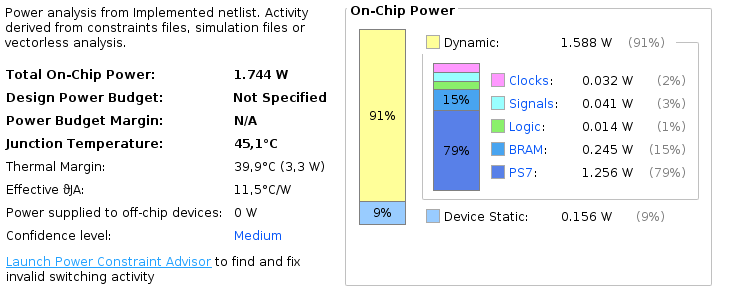 Power analysis from Implemented netlist. Activity
derived from constraints files, simulation files or
vectorless analysis.
Total On-Chip Power: 1.744 W
Design Power Budget: Not Specified
Power Budget Margin: N/A
Junction Temperature: 45,1°C
Thermal Margin: 39,9°C (3,3 W)
Effective ϑJA: 11,5°C/W
Power supplied to off-chip devices: 0 W
Confidence level: Medium
Launch Power Constraint Advisor to find and fix
invalid switching activity
On-Chip Power
91%
9%
Dynamic: 1.588 W (91%)
15%
79%
Clocks: 0.032 W (2%)
Signals: 0.041 W (3%)
Logic: 0.014 W (1%)
BRAM: 0.245 W (15%)
PS7: 1.256 W (79%)
Device Static: 0.156 W (9%)